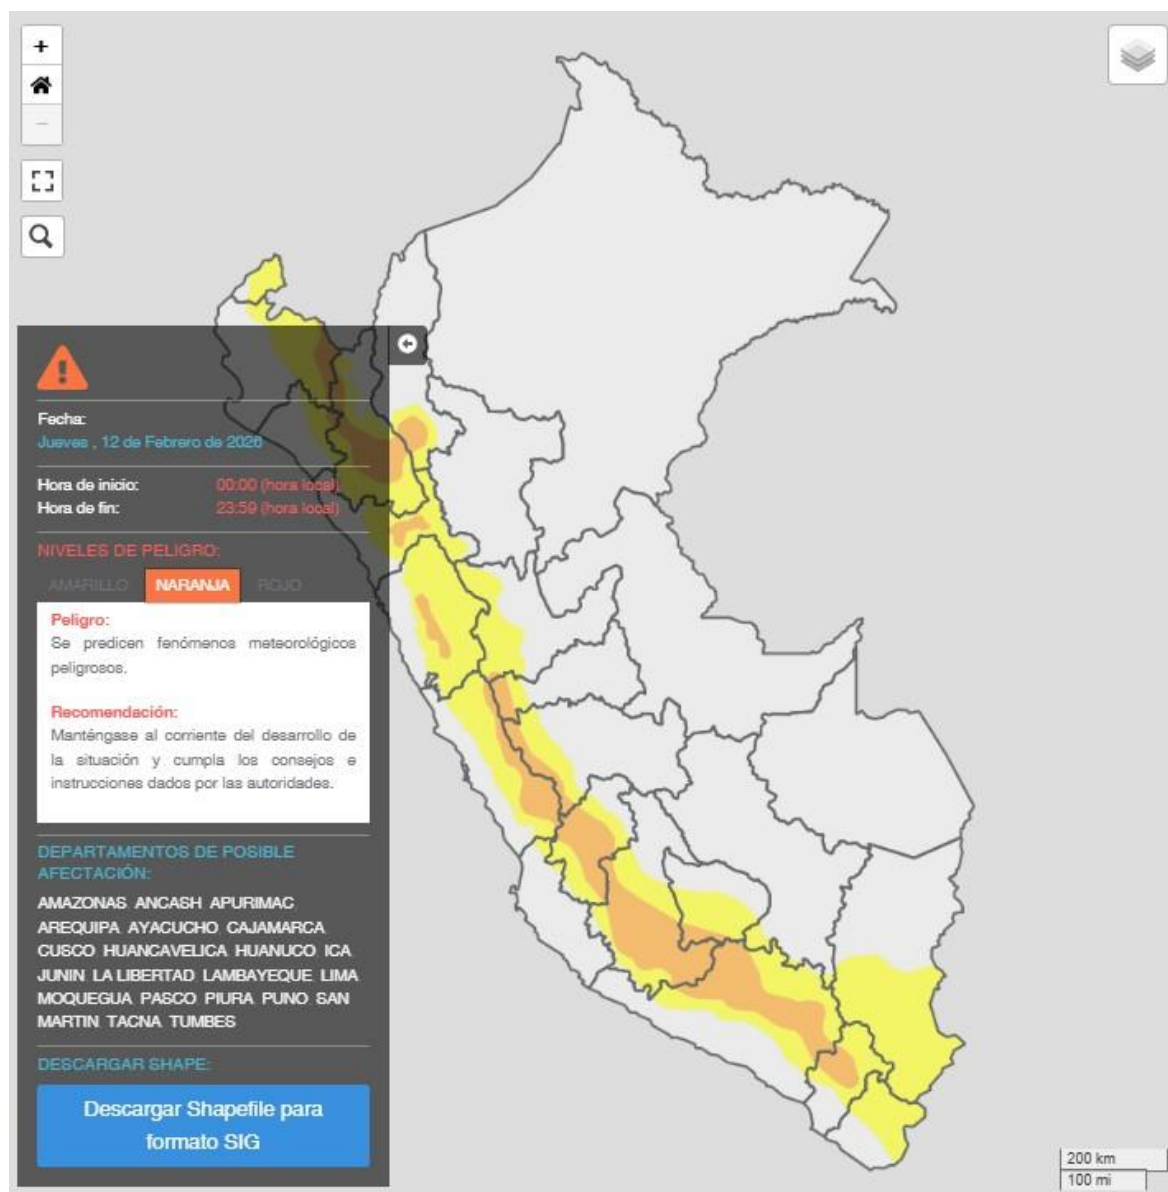 +
−
Fecha:
Jueves , 12 de Febrero de 2026
Hora de inicio: 00:00 (hora local)
Hora de fin: 23:59 (hora local)
NIVELES DE PELIGRO:
AMARILLO NARANJA ROJO
Peligro:
Se predicen fenómenos meteorológicos
peligrosos.
Recomendación:
Manténgase al corriente del desarrollo de
la situación y cumpla los consejos e
instrucciones dados por las autoridades.
DEPARTAMENTOS DE POSIBLE
AFECTACIÓN:
AMAZONAS ANCASH APURIMAC
AREQUIPA AYACUCHO CAJAMARCA
CUSCO HUANCAVELICA HUANUCO ICA
JUNIN LA LIBERTAD LAMBAYEQUE LIMA
MOQUEGUA PASCO PIURA PUNO SAN
MARTIN TACNA TUMBES
DESCARGAR SHAPE:
Descargar Shapefile para
formato SIG
200 km
100 mi